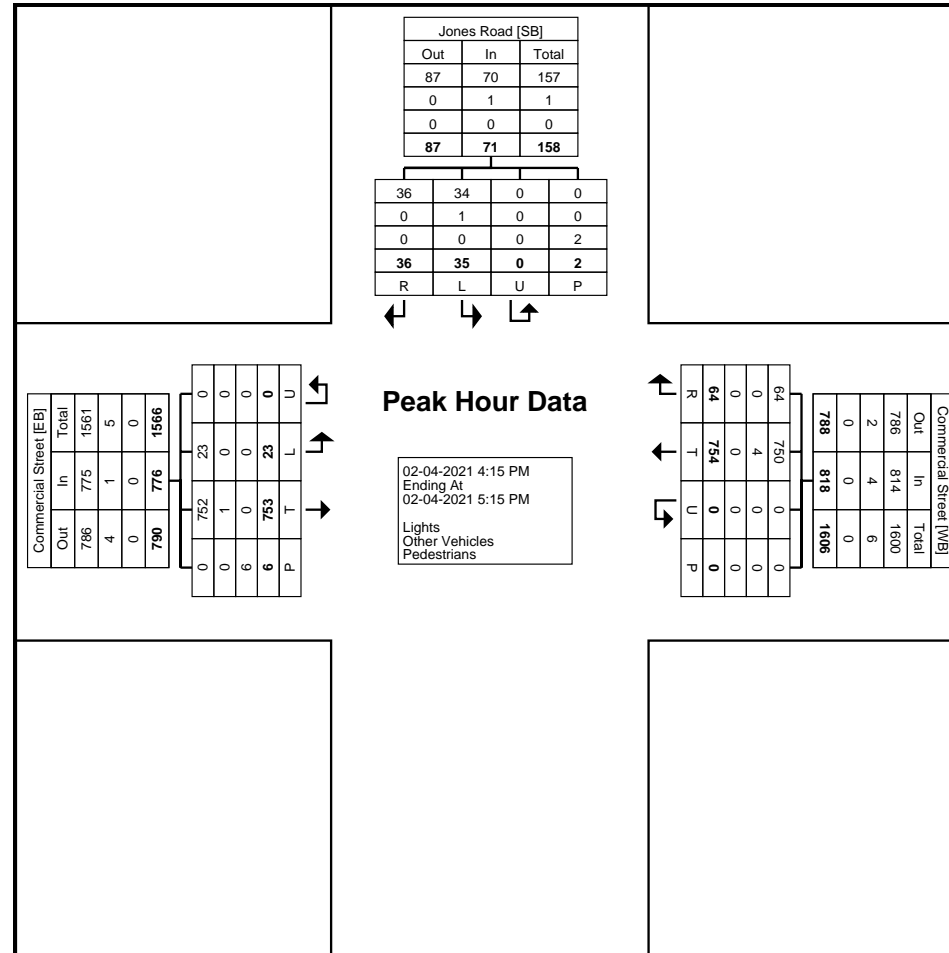 Jones Road [SB]
Out In Total
87 70 157
0 1 1
0 0 0
87 71 158
36 34 0 0
0 1 0 0
0 0 0 2
36 35 0 2
R L U P
Commercial Street [EB]
Out In Total
786 775 1561
4 1 5
0 0 0
790 776 1566
0 752 23 0
0 1 0 0
6 0 0 0
6 753 23 0
P T L U
Peak Hour Data
02-04-2021 4:15 PM
Ending At
02-04-2021 5:15 PM
Lights
Other Vehicles
Pedestrians
Commercial Street [WB]
Out In Total
786 814 1600
2 4 6
0 0 0
788 818 1606
64 750 0 0
0 4 0 0
0 0 0 0
64 754 0 0
R T U P